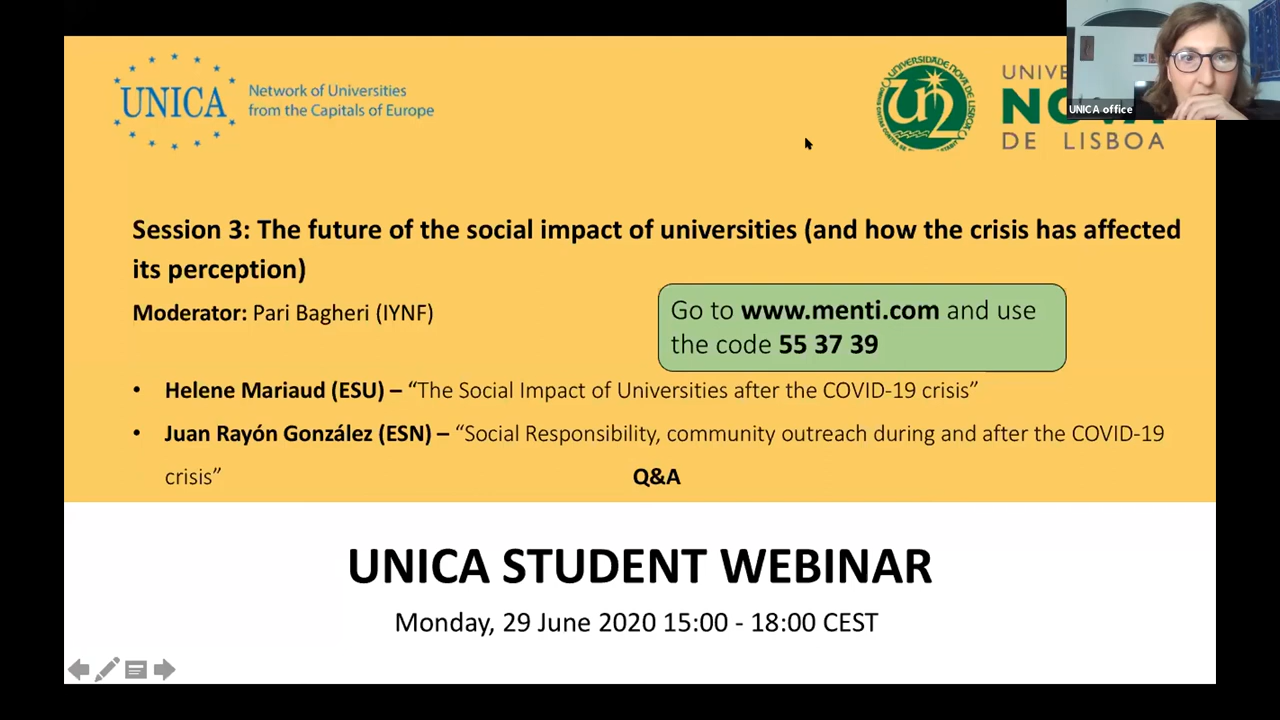 UNICA
Network of Universities
from the Capitals of Europe
UNIVERSIDADE NOVA DE LISBOA
UNIVE
DE LISBOA
UNICA office
Session 3: The future of the social impact of universities (and how the crisis has affected
its perception)
Moderator: Pari Bagheri (IYNF)
Go to www.menti.com and use
the code 55 37 39
• Helene Mariaud (ESU) – “The Social Impact of Universities after the COVID-19 crisis”
• Juan Rayón González (ESN) – “Social Responsibility, community outreach during and after the COVID-19
crisis”
Q&A
UNICA STUDENT WEBINAR
Monday, 29 June 2020 15:00 - 18:00 CEST